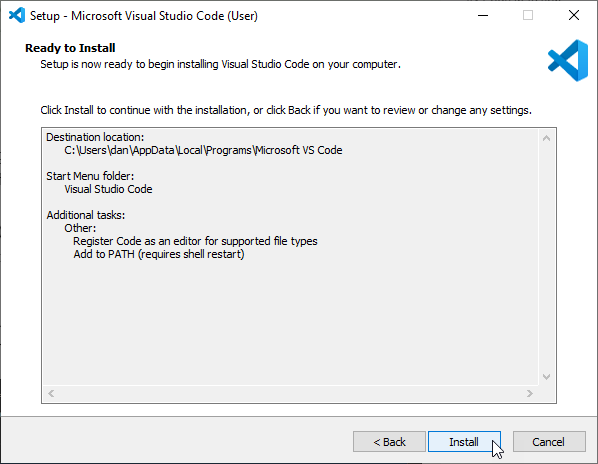 Setup - Microsoft Visual Studio Code (User)
Ready to Install
Setup is now ready to begin installing Visual Studio Code on your computer.
Click Install to continue with the installation, or click Back if you want to review or change any settings.
Destination location:
C:\Users\dan\AppData\Local\Programs\Microsoft VS Code
Start Menu folder:
Visual Studio Code
Additional tasks:
Other:
Register Code as an editor for supported file types
Add to PATH (requires shell restart)
< Back
Install
Cancel